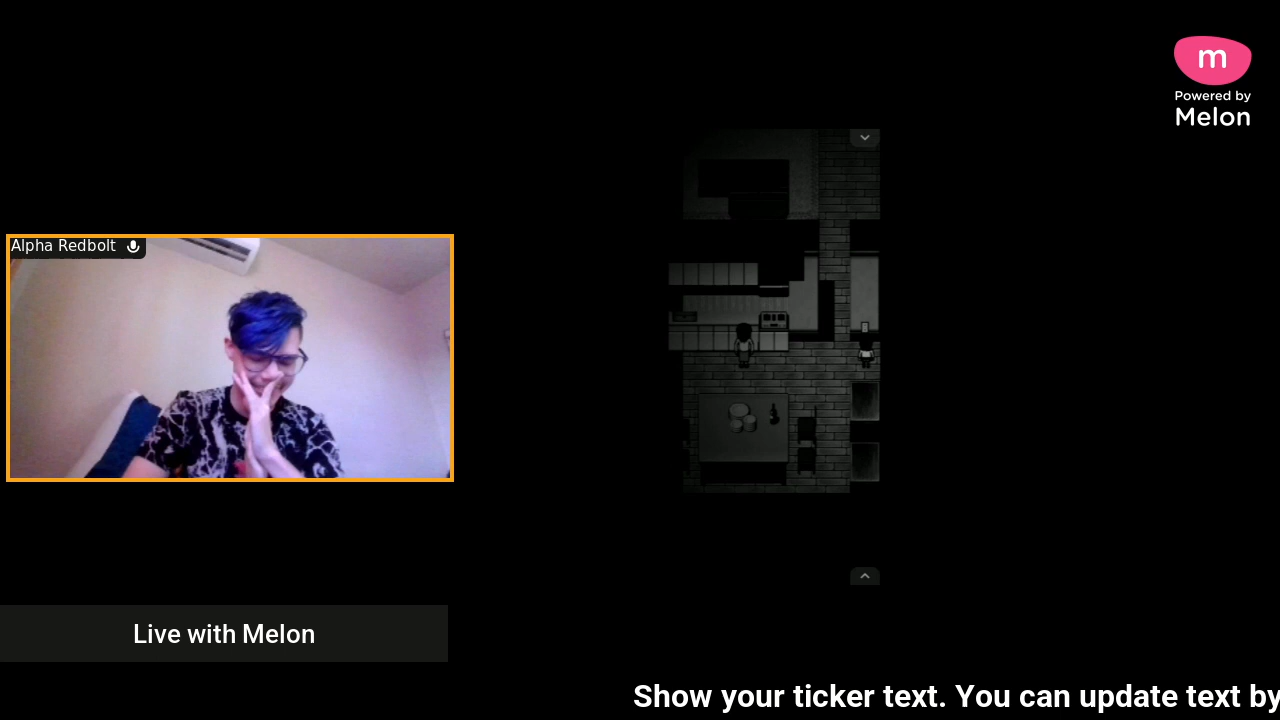 m
Powered by
Melon
Alpha Redbolt
Live with Melon
Show your ticker text. You can update text by